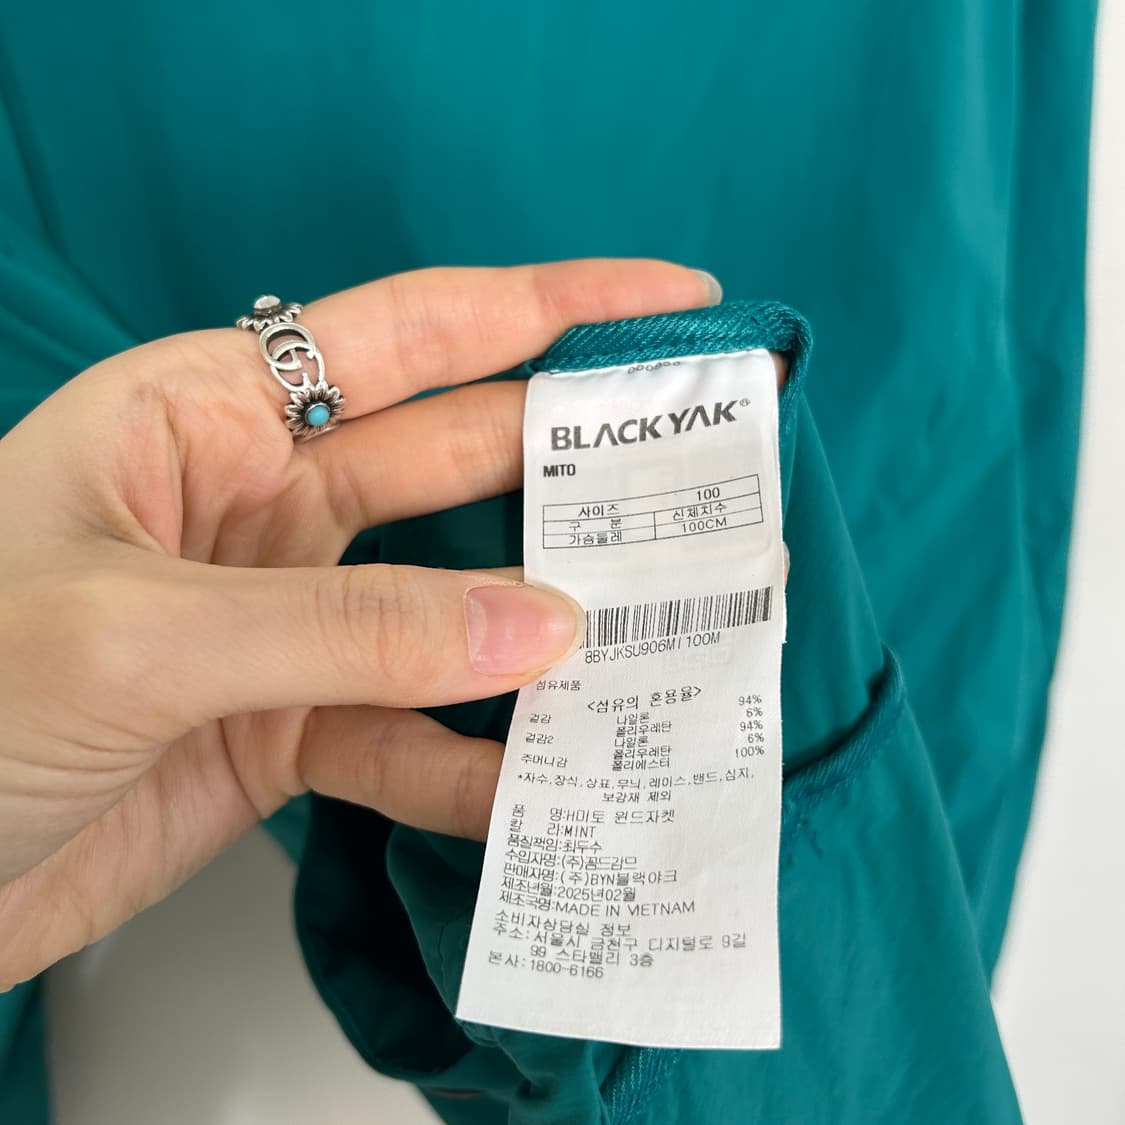 BLACK YAK®
MITO
사이즈 100
구 분 신체치수
가슴둘레 100CM
8BYJKSU906M I 100M
섬유제품
<섬유의 혼용율>
겉감 나일론 94%
폴리우레탄 6%
겉감2 나일론 94%
폴리우레탄 6%
주머니감 폴리에스터 100%
*자수,장식,상표,무늬,레이스,밴드,심지,
보강재 제외
품 명:H미토 윈드자켓
칼 라:MINT
품질책임:최두수
수입자명:(주)꼼드감므
판매자명:(주)BYN블랙야크
제조년월:2025년02월
제조국명:MADE IN VIETNAM
소비자상담실 정보
주소:서울시 금천구 디지털로 9길
99 스타밸리 3층
본사:1800-6166